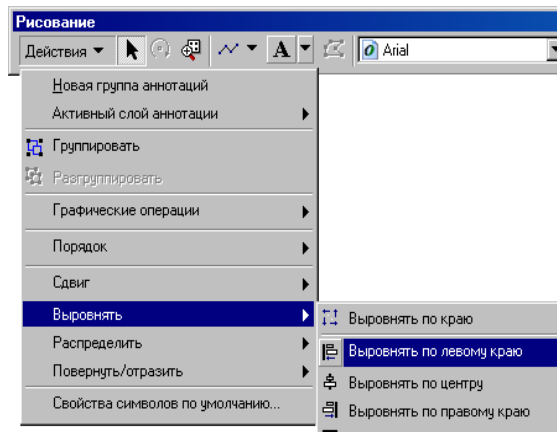 Рисование
Действия A Arial
Новая группа аннотаций
Активный слой аннотации
Группировать
Разгруппировать
Графические операции
Порядок
Сдвиг
Выровнять
Выровнять по краю
Распределить
Выровнять по левому краю
Повернуть/отразить
Выровнять по центру
Свойства символов по умолчанию...
Выровнять по правому краю